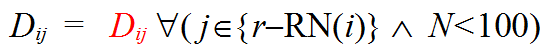 Dij = Dij ∀(j∈{r–RN(i)} ∧ N<100)